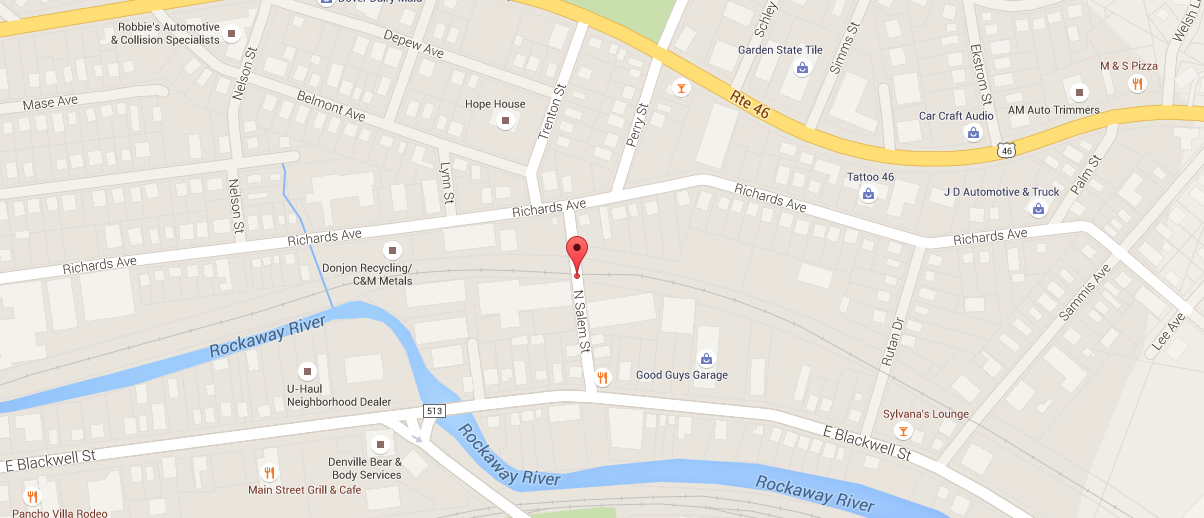 Dover Dairy Maid
Robbie's Automotive
& Collision Specialists
Depew Ave
Nelson St
Schley
Simms St
Garden State Tile
Ekstrom St
M & S Pizza
Mase Ave
Belmont Ave
Hope House
Trenton St
Perry St
Rte 46
Car Craft Audio
AM Auto Trimmers
46
Lynn St
Nelson St
Tattoo 46
J D Automotive & Truck
Palm St
Richards Ave
Richards Ave
Richards Ave
Richards Ave
Richards Ave
Donjon Recycling/
C&M Metals
N Salem St
Sammis Ave
Rutan Dr
Lee Ave
Rockaway River
U-Haul
Neighborhood Dealer
Good Guys Garage
513
Sylvana's Lounge
E Blackwell St
E Blackwell St
Denville Bear &
Body Services
Main Street Grill & Cafe
Rockaway River
Rockaway River
Pancho Villa Rodeo